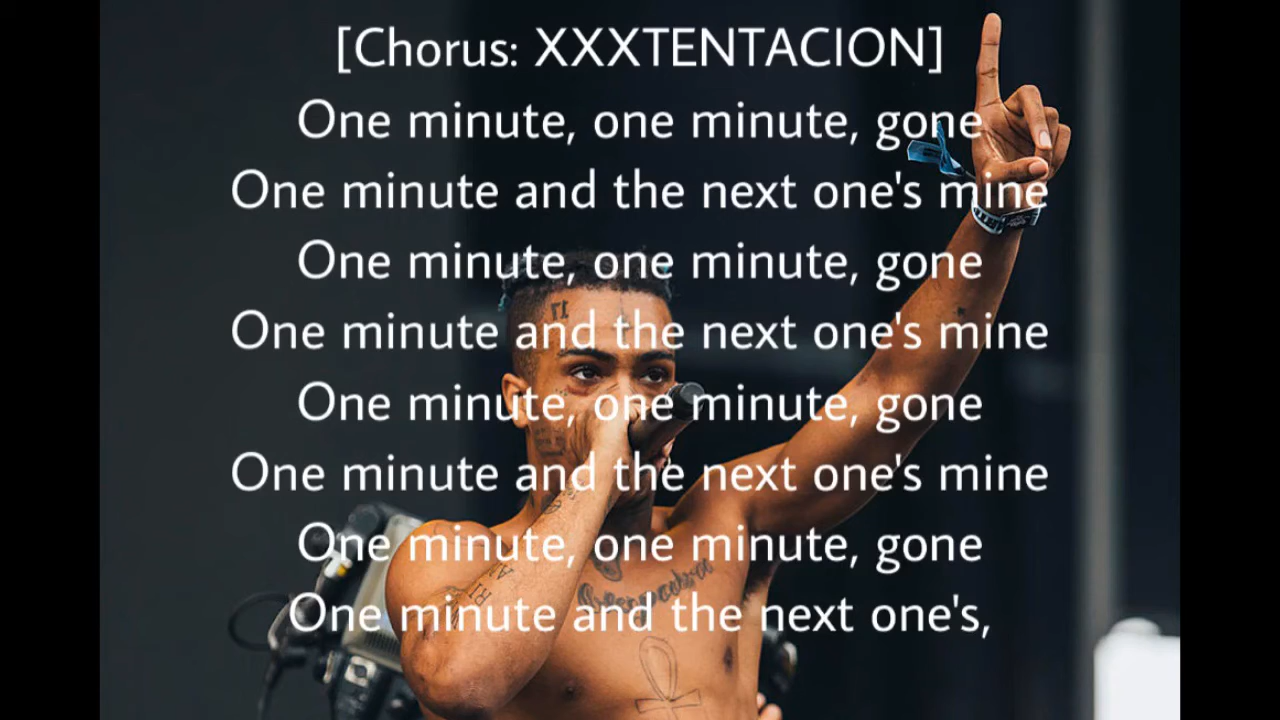 [Chorus: XXXTENTACION]
One minute, one minute, gone
One minute and the next one's mine
One minute, one minute, gone
One minute and the next one's mine
One minute, one minute, gone
One minute and the next one's mine
One minute, one minute, gone
One minute and the next one's,
17